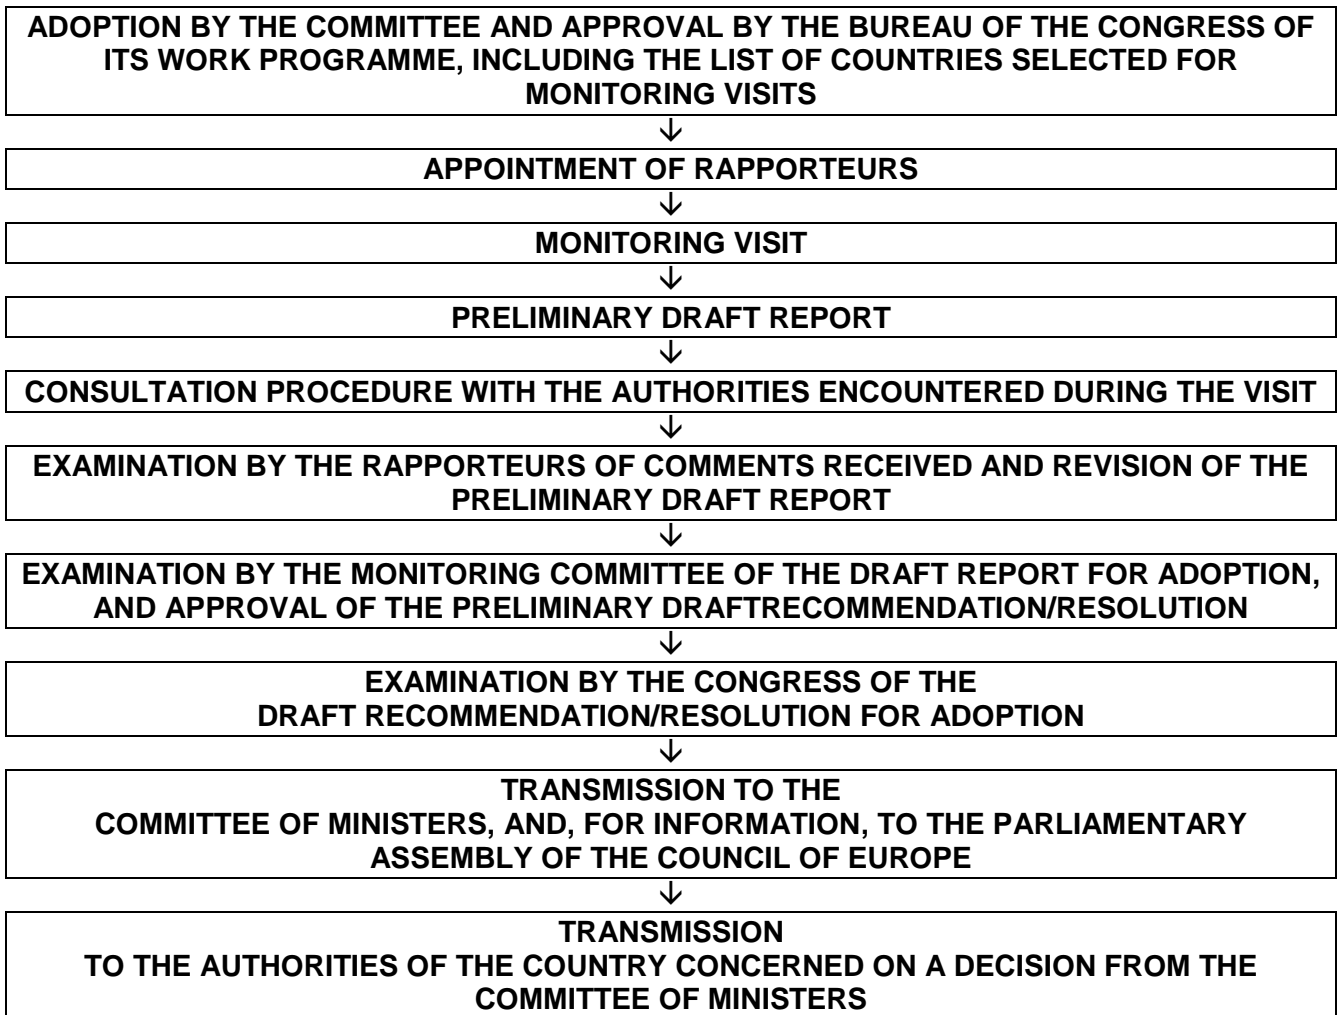 ADOPTION BY THE COMMITTEE AND APPROVAL BY THE BUREAU OF THE CONGRESS OF
ITS WORK PROGRAMME, INCLUDING THE LIST OF COUNTRIES SELECTED FOR
MONITORING VISITS
↓
APPOINTMENT OF RAPPORTEURS
↓
MONITORING VISIT
↓
PRELIMINARY DRAFT REPORT
↓
CONSULTATION PROCEDURE WITH THE AUTHORITIES ENCOUNTERED DURING THE VISIT
↓
EXAMINATION BY THE RAPPORTEURS OF COMMENTS RECEIVED AND REVISION OF THE
PRELIMINARY DRAFT REPORT
↓
EXAMINATION BY THE MONITORING COMMITTEE OF THE DRAFT REPORT FOR ADOPTION,
AND APPROVAL OF THE PRELIMINARY DRAFTRECOMMENDATION/RESOLUTION
↓
EXAMINATION BY THE CONGRESS OF THE
DRAFT RECOMMENDATION/RESOLUTION FOR ADOPTION
↓
TRANSMISSION TO THE
COMMITTEE OF MINISTERS, AND, FOR INFORMATION, TO THE PARLIAMENTARY
ASSEMBLY OF THE COUNCIL OF EUROPE
↓
TRANSMISSION
TO THE AUTHORITIES OF THE COUNTRY CONCERNED ON A DECISION FROM THE
COMMITTEE OF MINISTERS